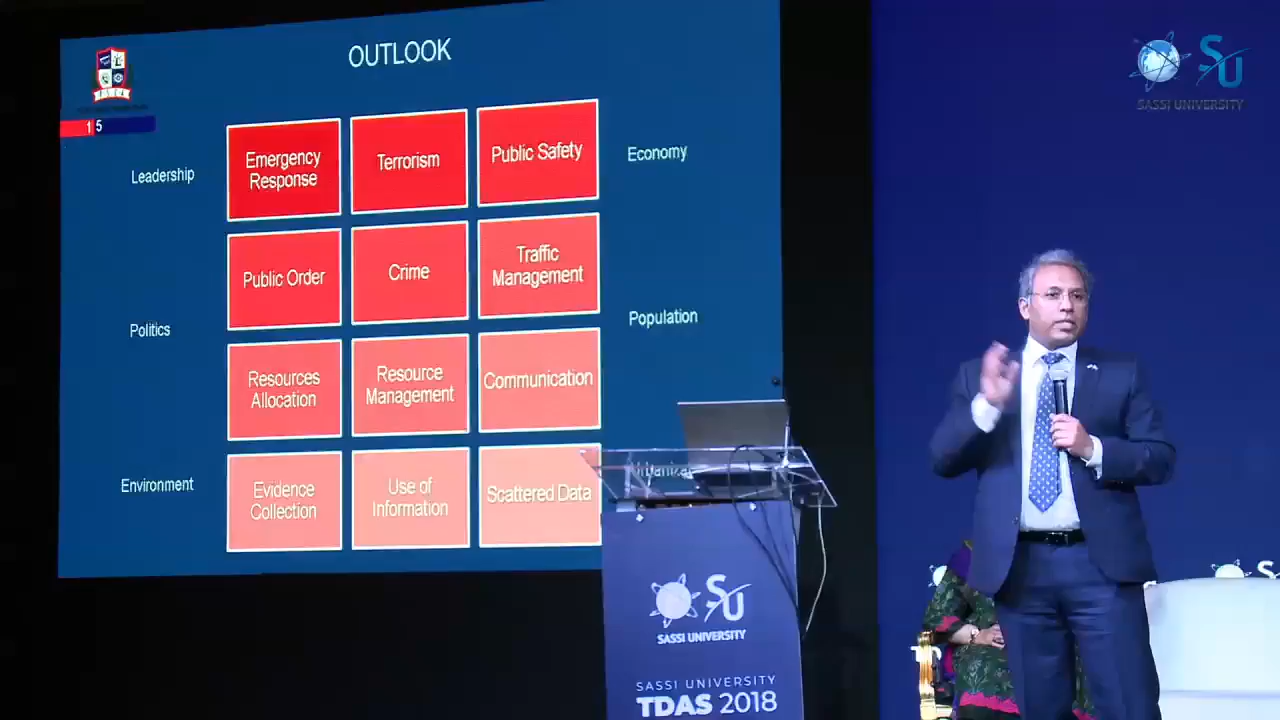 OUTLOOK
1 5
Leadership
Emergency
Response
Terrorism
Public Safety
Economy
Public Order
Crime
Traffic
Management
Politics
Population
Resources
Allocation
Resource
Management
Communication
Environment
Evidence
Collection
Use of
Information
Scattered Data
SU
SASSI UNIVERSITY
SU
SASSI UNIVERSITY
SASSI UNIVERSITY
TDAS 2018